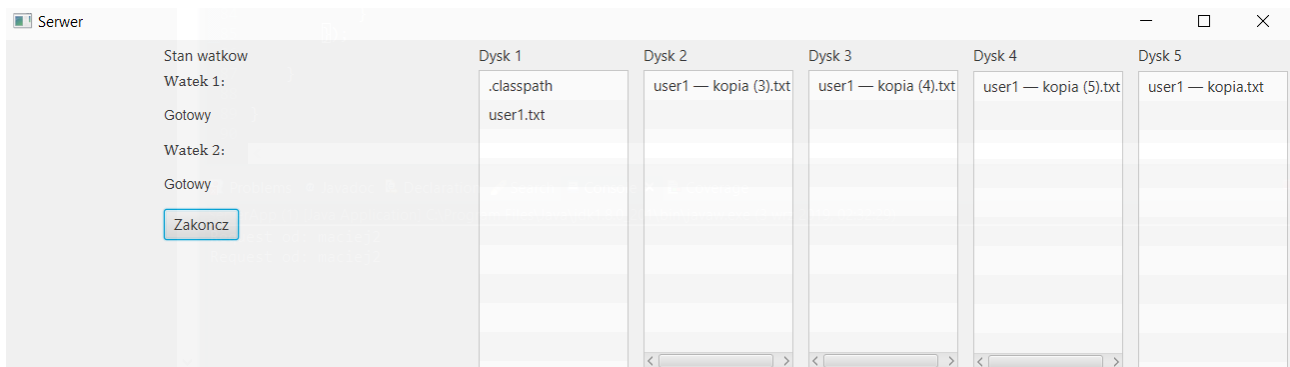 Serwer
Stan watkow
Watek 1:
Gotowy
Watek 2:
Gotowy
Zakoncz
Dysk 1
.classpath
user1.txt
Dysk 2
user1 — kopia (3).txt
Dysk 3
user1 — kopia (4).txt
Dysk 4
user1 — kopia (5).txt
Dysk 5
user1 — kopia.txt